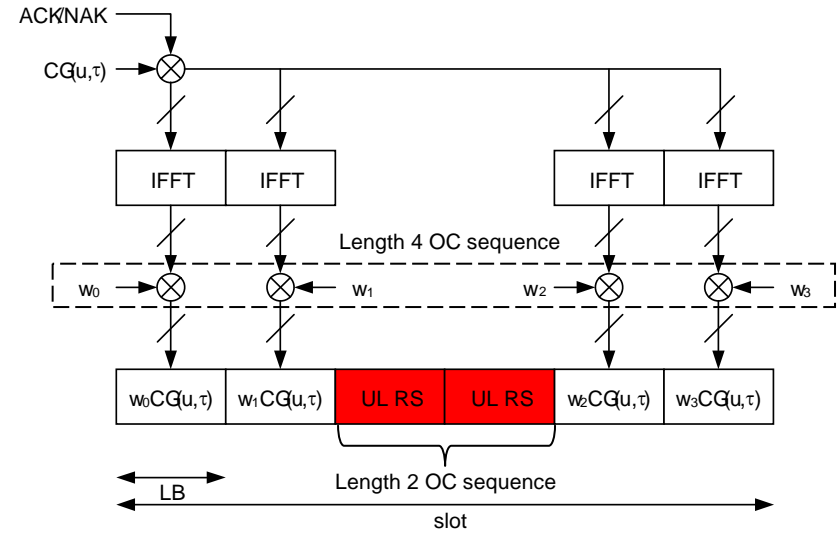 ACK/NAK
CG(u,τ)
IFFT IFFT IFFT IFFT
Length 4 OC sequence
w0 w1 w2 w3
w0CG(u,τ) w1CG(u,τ) UL RS UL RS w2CG(u,τ) w3CG(u,τ)
Length 2 OC sequence
LB
slot